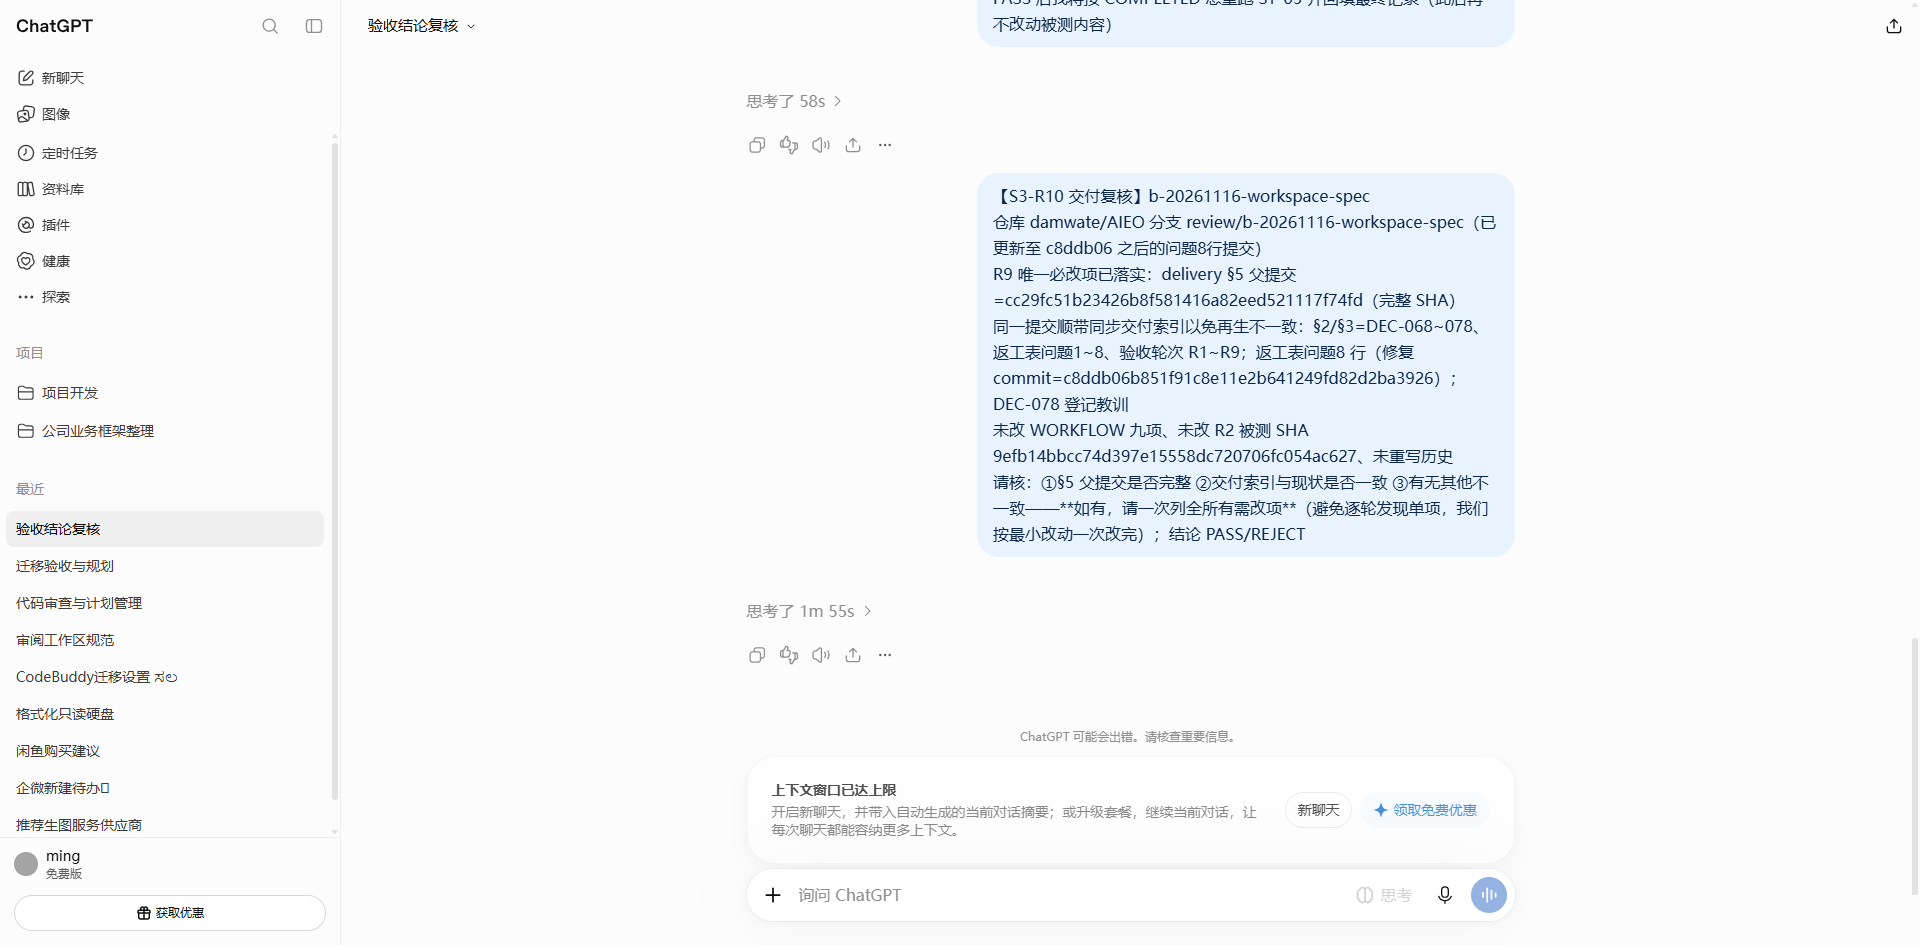 ChatGPT
新聊天
图像
定时任务
资料库
插件
健康
探索
项目
项目开发
公司业务框架整理
最近
验收结论复核
迁移验收与规划
代码审查与计划管理
审阅工作区规范
CodeBuddy迁移设置
格式化只读硬盘
闲鱼购买建议
企微新建待办
推荐生图服务供应商
ming
免费版
获取优惠
验收结论复核
不改动被测内容）
思考了 58s
【S3-R10 交付复核】b-20261116-workspace-spec
仓库 damwate/AIEO 分支 review/b-20261116-workspace-spec（已
更新至 c8ddb06 之后的问题8行提交）
R9 唯一必改项已落实：delivery §5 父提交
=cc29fc51b23426b8f581416a82eed521117f74fd（完整 SHA）
同一提交顺带同步交付索引以免再生不一致：§2/§3=DEC-068~078、
返工表问题1~8、验收轮次 R1~R9；返工表问题8 行（修复
commit=c8ddb06b851f91c8e11e2b641249fd82d2ba3926）；
DEC-078 登记教训
未改 WORKFLOW 九项、未改 R2 被测 SHA
9efb14bbcc74d397e15558dc720706fc054ac627、未重写历史
请核：①§5 父提交是否完整 ②交付索引与现状是否一致 ③有无其他不
一致——**如有，请一次列全所有需改项**（避免逐轮发现单项，我们
按最小改动一次改完）；结论 PASS/REJECT
思考了 1m 55s
ChatGPT 可能会出错。请核查重要信息。
上下文窗口已达上限
开启新聊天，并带入自动生成的当前对话摘要；或升级套餐，继续当前对话，让
每次聊天都能容纳更多上下文。
新聊天
领取免费优惠
询问 ChatGPT
思考